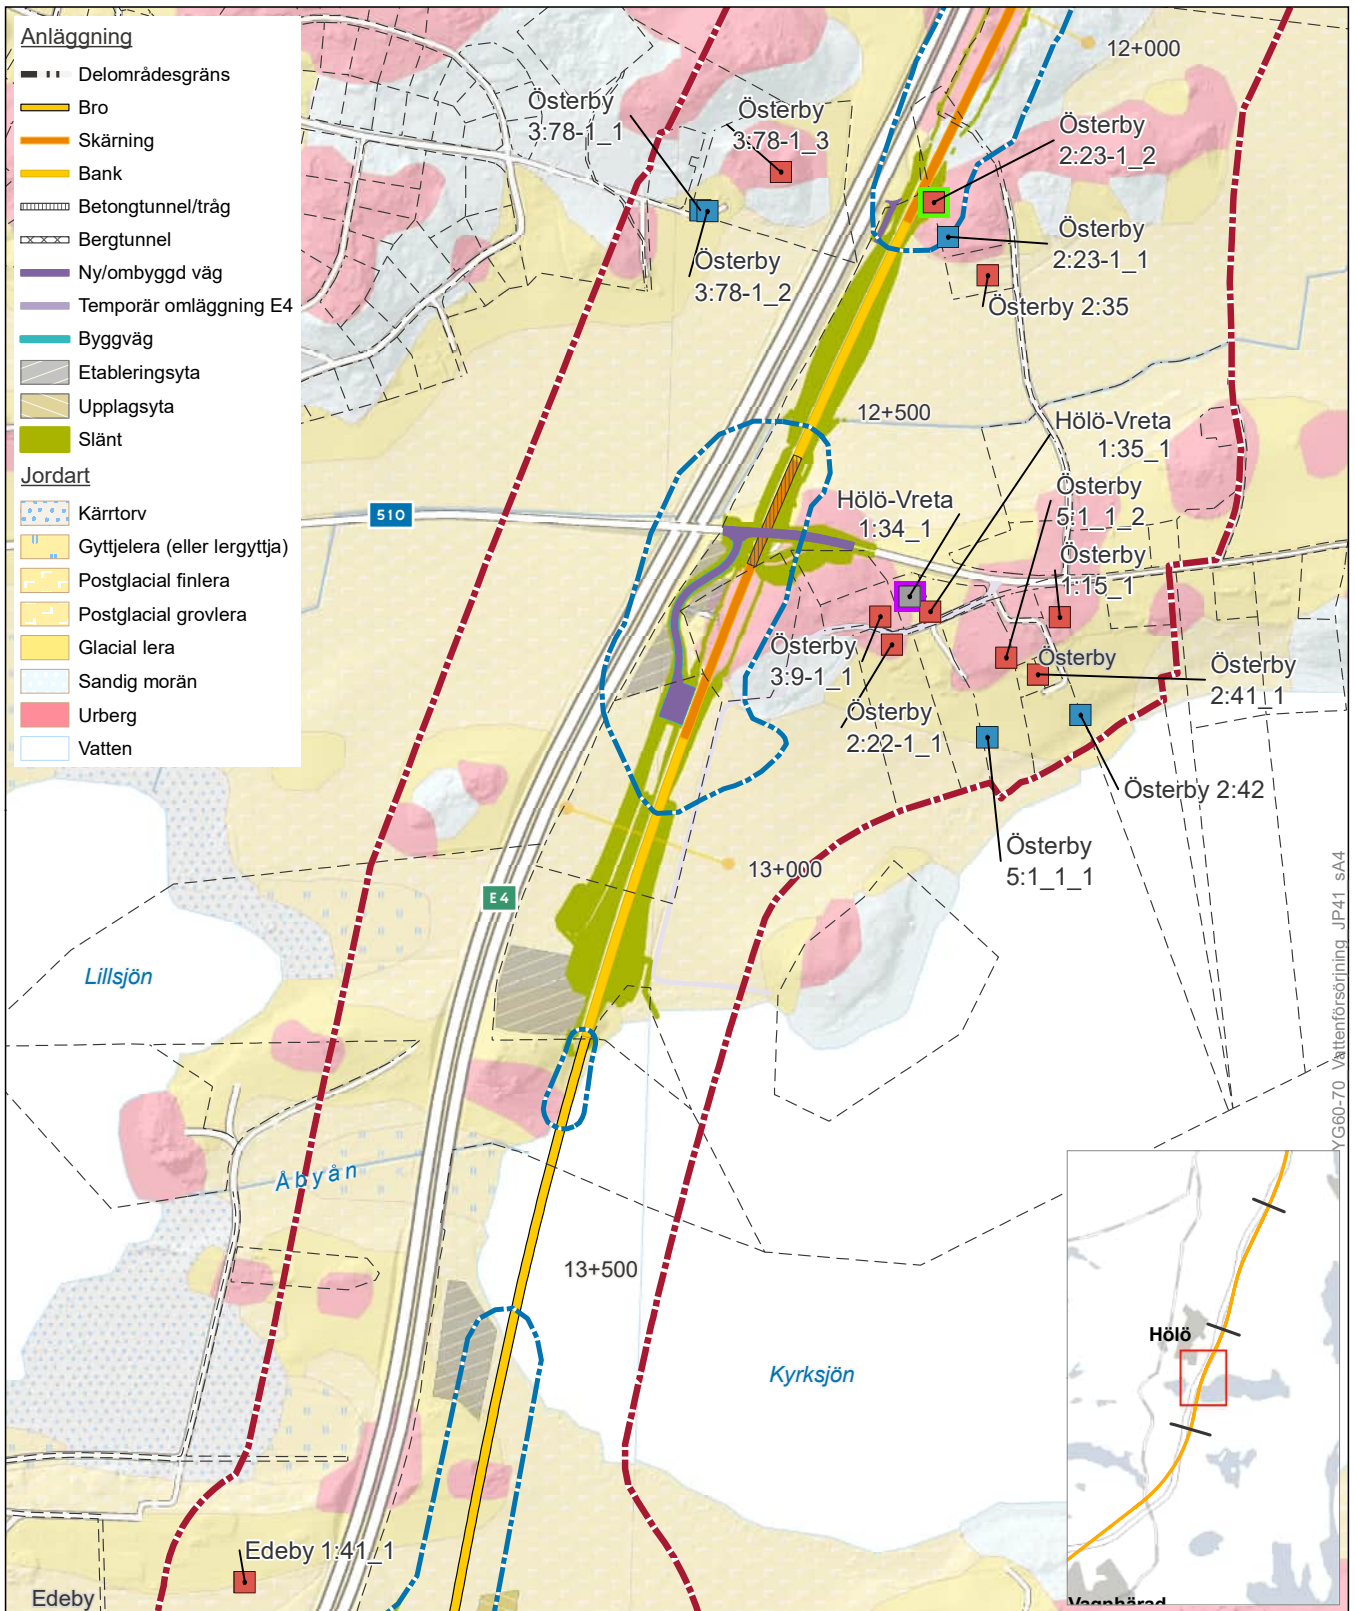 Anläggning
Delområdesgräns
Bro
Skärning
Bank
Betongtunnel/tråg
Bergtunnel
Ny/ombyggd väg
Temporär omläggning E4
Byggväg
Etableringsyta
Upplagsyta
Slänt
Jordart
Kärrtorv
Gyttjelera (eller lergyttja)
Postglacial finlera
Postglacial grovlera
Glacial lera
Sandig morän
Urberg
Vatten
12+000
Österby
3:78-1_1
Österby
3:78-1_3
Österby
2:23-1_2
Österby
3:78-1_2
Österby
2:23-1_1
Österby 2:35
12+500
Hölö-Vreta
1:35_1
Hölö-Vreta
1:34_1
Österby
5:1_1_2
510
Österby
1:15_1
Österby
3:9-1_1
Österby
Österby
2:41_1
Österby
2:22-1_1
Österby 2:42
Österby
5:1_1_1
13+000
E4
Lillsjön
Åbyån
13+500
Kyrksjön
Edeby 1:41_1
Edeby
YG60-70 Vattenförsörjning JP41 sA4
Hölö
Vagnhärad